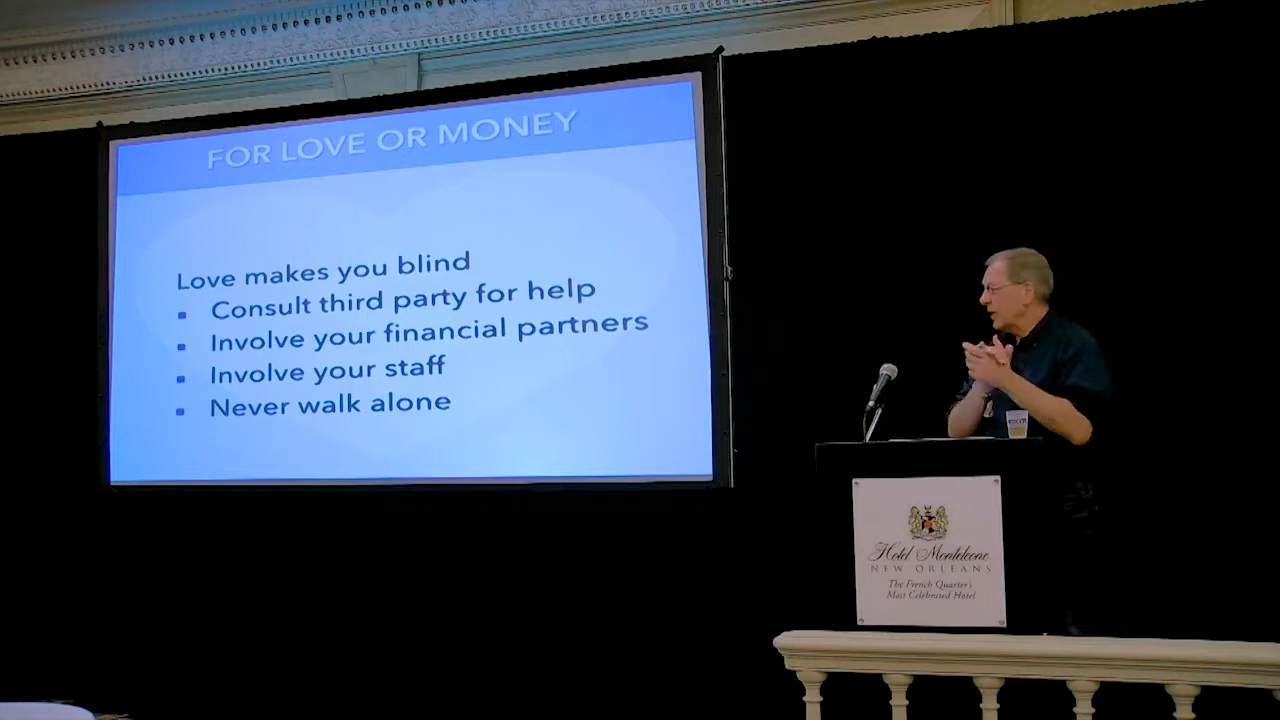 FOR LOVE OR MONEY
Love makes you blind
▪ Consult third party for help
▪ Involve your financial partners
▪ Involve your staff
▪ Never walk alone
Hotel Monteleone
NEW ORLEANS
The French Quarter's
Most Celebrated Hotel